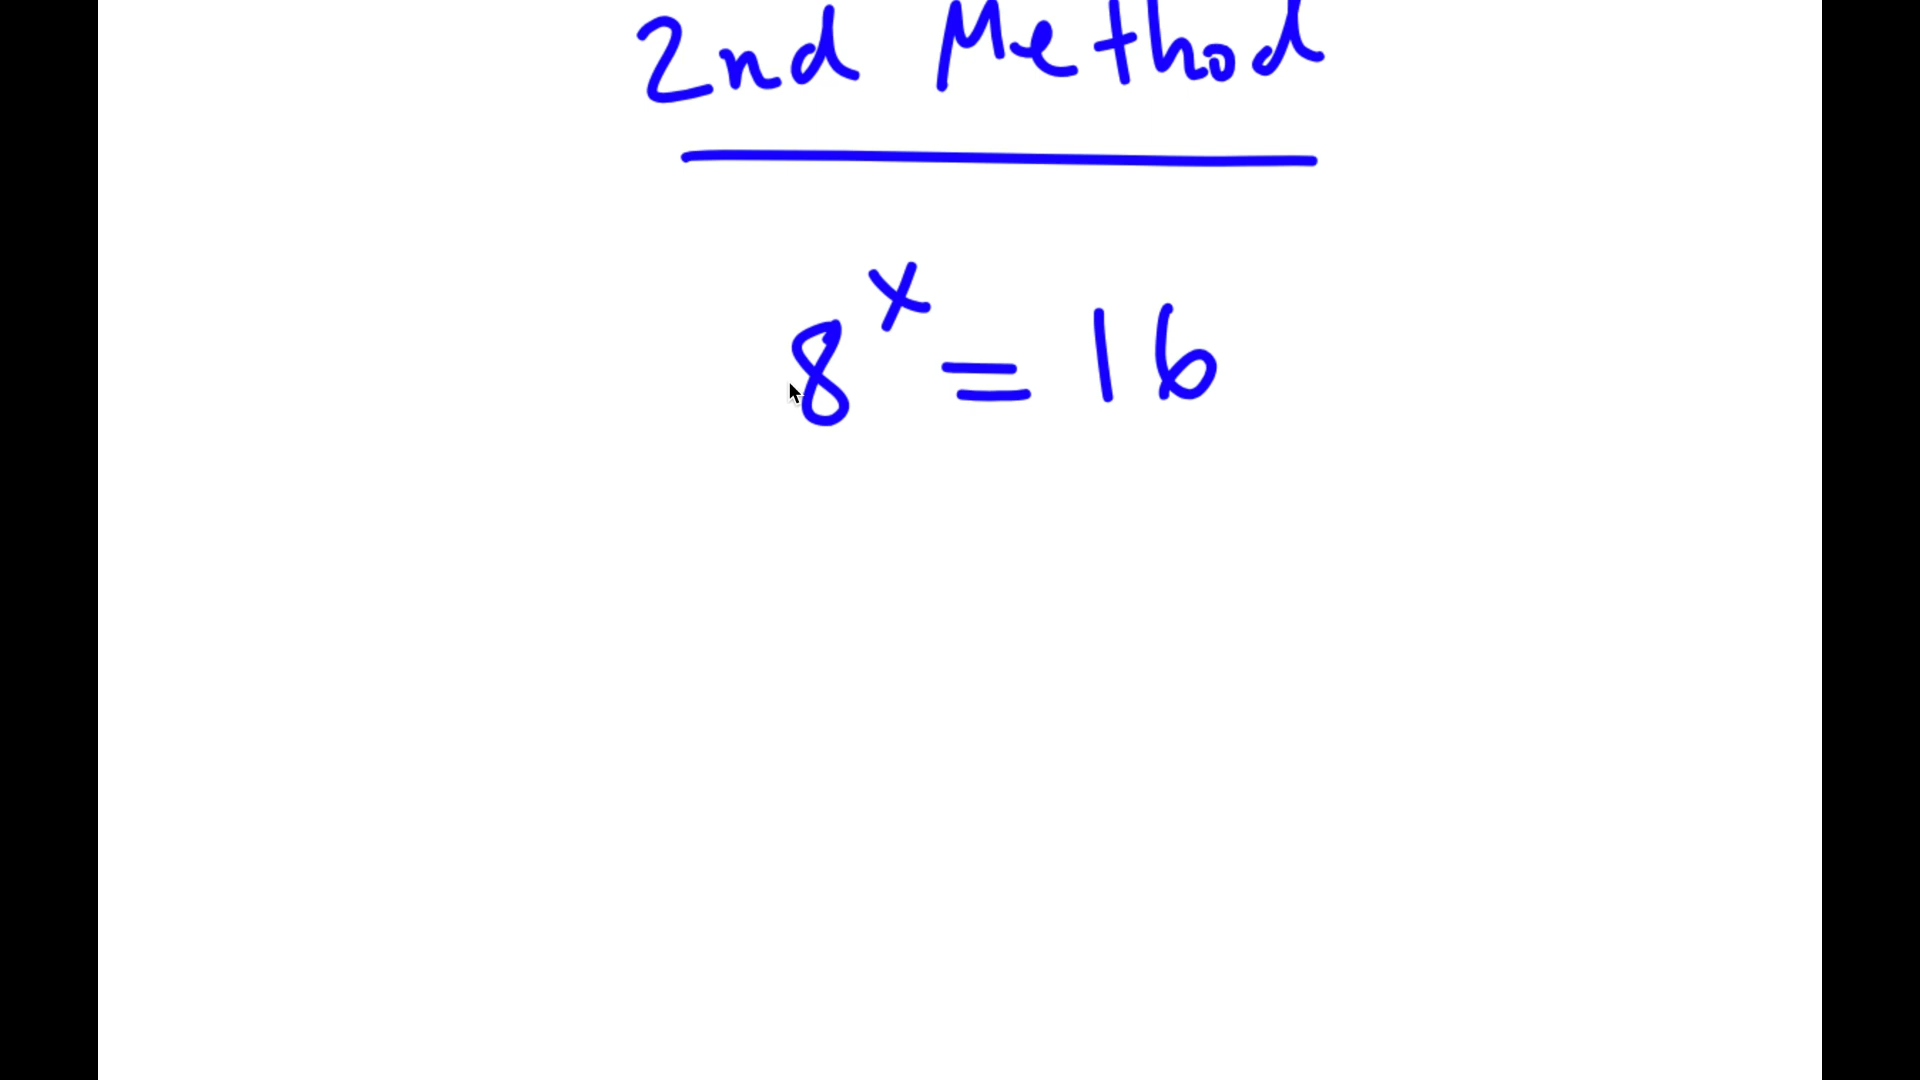 2nd Method
8^x = 16